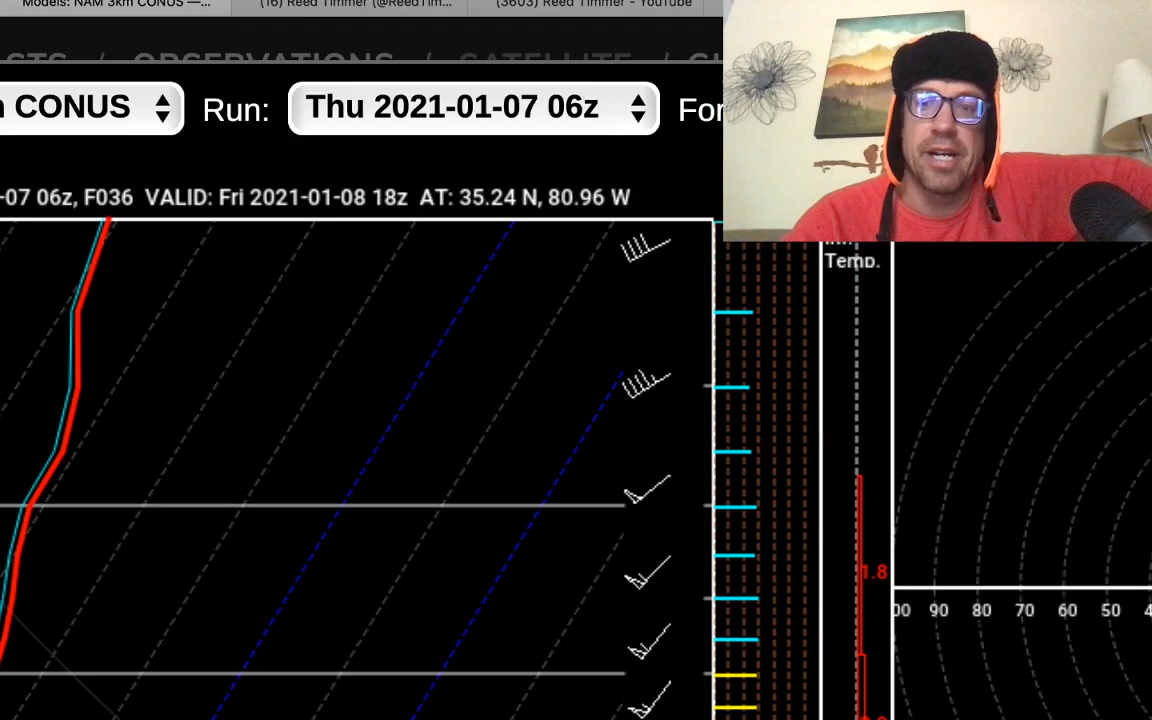 Models: NAM 3km CONUS —...
(16) Reed Timmer (@ReedTim...
(3603) Reed Timmer - YouTube
STS / OBSERVATIONS / SATELLITE /
CONUS Run: Thu 2021-01-07 06z For
-07 06z, F036 VALID: Fri 2021-01-08 18z AT: 35.24 N, 80.96 W
Temp.
1.8
90 80 70 60 50